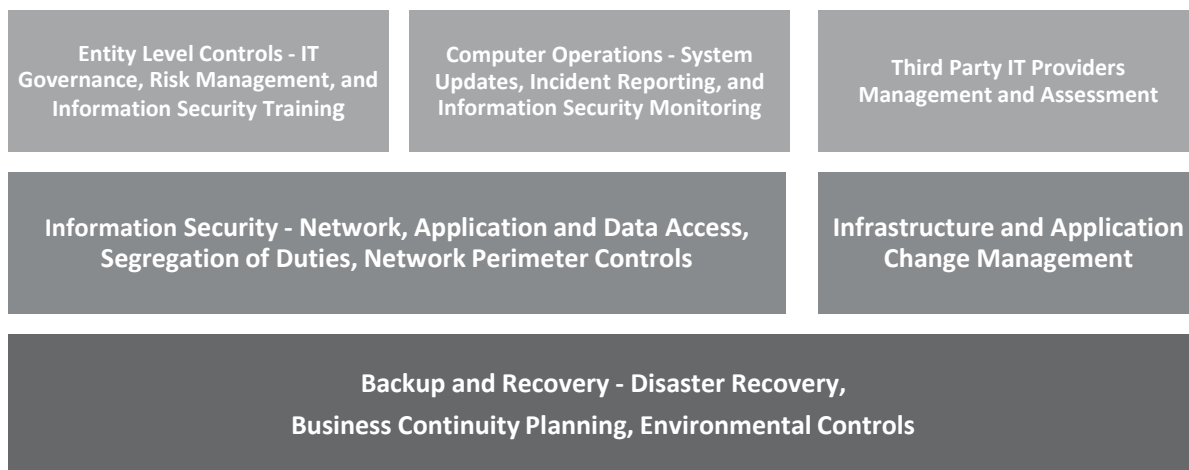 Entity Level Controls - IT
Governance, Risk Management, and
Information Security Training
Computer Operations - System
Updates, Incident Reporting, and
Information Security Monitoring
Third Party IT Providers
Management and Assessment
Information Security - Network, Application and Data Access,
Segregation of Duties, Network Perimeter Controls
Infrastructure and Application
Change Management
Backup and Recovery - Disaster Recovery,
Business Continuity Planning, Environmental Controls